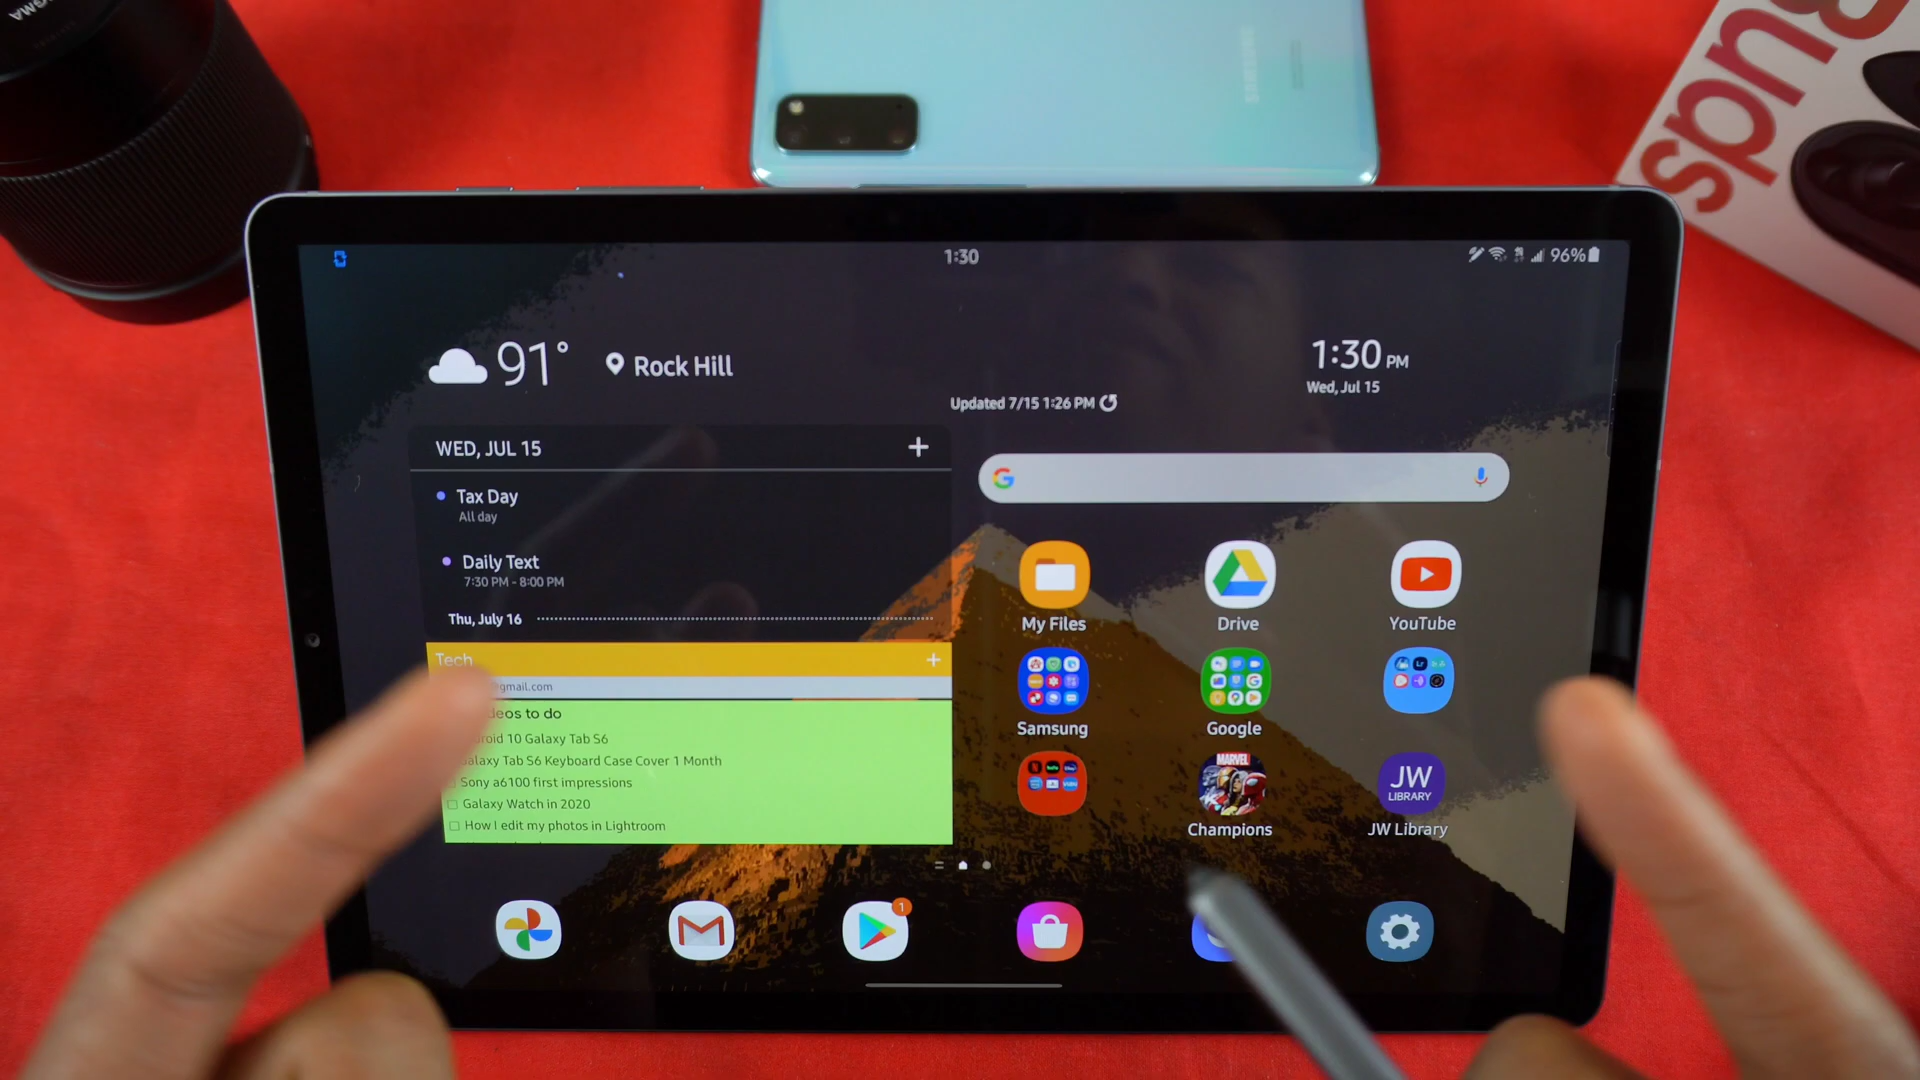 SIGMA
SAMSUNG
Buds
1:30
96%
91°
Rock Hill
1:30 PM
Wed, Jul 15
Updated 7/15 1:26 PM
WED, JUL 15
Tax Day
All day
Daily Text
7:30 PM - 8:00 PM
Thu, July 16
Tech
@gmail.com
deos to do
roid 10 Galaxy Tab S6
alaxy Tab S6 Keyboard Case Cover 1 Month
Sony a6100 first impressions
Galaxy Watch in 2020
How I edit my photos in Lightroom
My Files
Drive
YouTube
Samsung
Google
MARVEL
JW
LIBRARY
Champions
JW Library
1